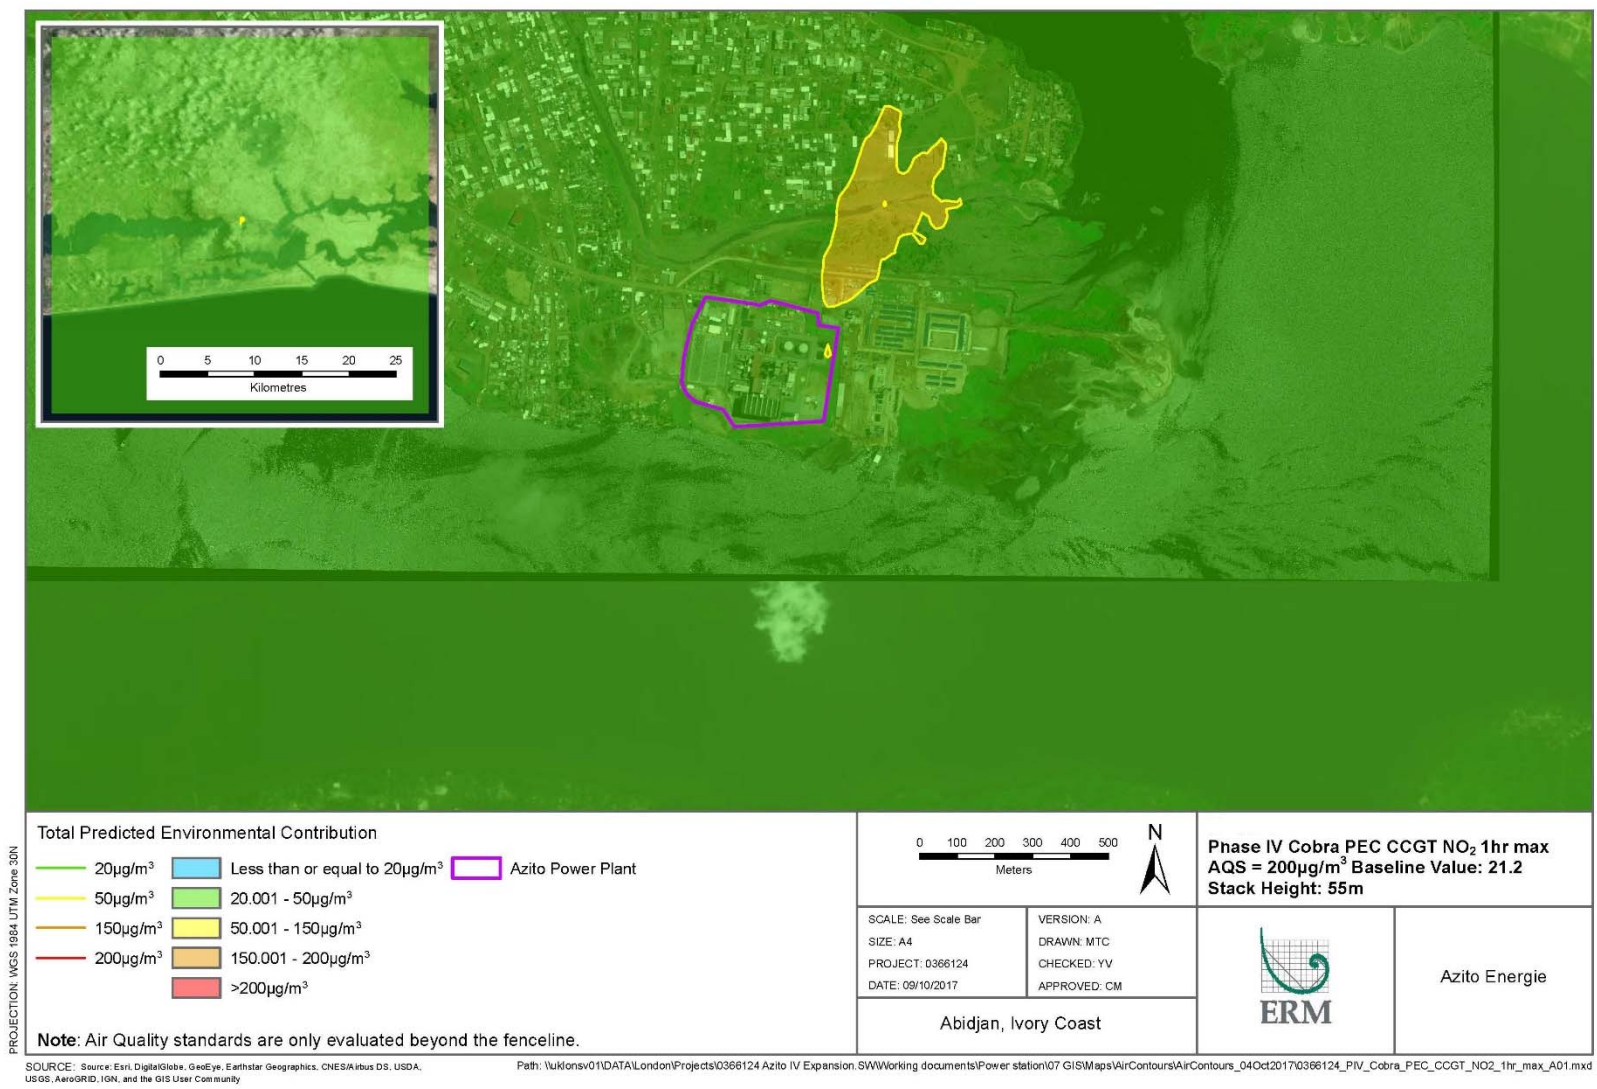 0 5 10 15 20 25
Kilometres
PROJECTION: WGS 1984 UTM Zone 30N
Total Predicted Environmental Contribution
20µg/m³ Less than or equal to 20µg/m³ Azito Power Plant
50µg/m³ 20.001 - 50µg/m³
150µg/m³ 50.001 - 150µg/m³
200µg/m³ 150.001 - 200µg/m³
>200µg/m³
Note: Air Quality standards are only evaluated beyond the fenceline.
0 100 200 300 400 500
Meters
N
SCALE: See Scale Bar
SIZE: A4
PROJECT: 0366124
DATE: 09/10/2017
VERSION: A
DRAWN: MTC
CHECKED: YV
APPROVED: CM
Abidjan, Ivory Coast
Phase IV Cobra PEC CCGT NO₂ 1hr max
AQS = 200µg/m³ Baseline Value: 21.2
Stack Height: 55m
ERM
Azito Energie
SOURCE: Source: Esri, DigitalGlobe, GeoEye, Earthstar Geographics, CNES/Airbus DS, USDA,
USGS, AeroGRID, IGN, and the GIS User Community
Path: \\uklonsv01\DATA\London\Projects\0366124 Azito IV Expansion.SW\Working documents\Power station\07 GIS\Maps\AirContours\AirContours_04Oct2017\0366124_PIV_Cobra_PEC_CCGT_NO2_1hr_max_A01.mxd